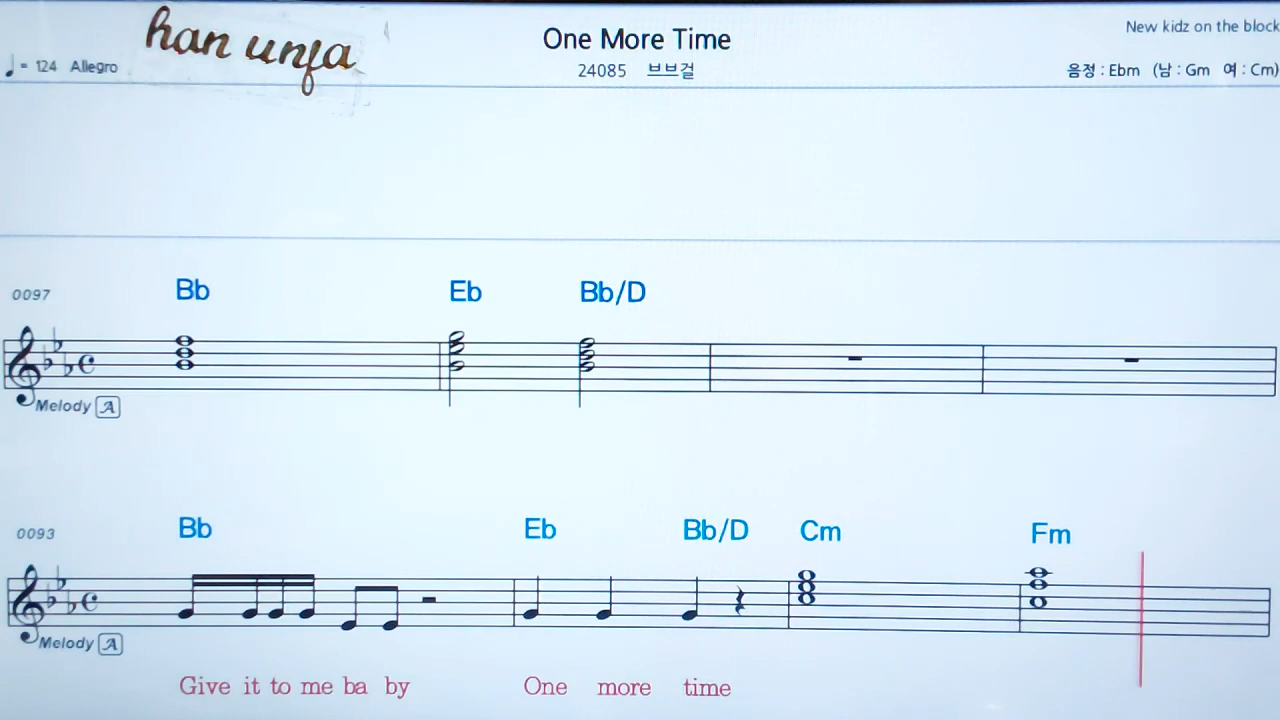 han unfa
One More Time
New kidz on the block
♩ = 124 Allegro
24085 브브걸
음정 : Ebm (남 : Gm 여 : Cm)
0097 Bb Eb Bb/D
Melody A
0093 Bb Eb Bb/D Cm Fm
Melody A
Give it to me ba by One more time